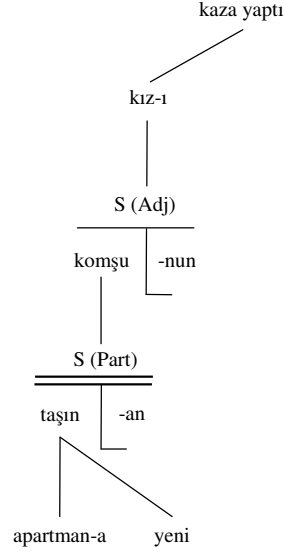 kaza yaptı
kız-ı
S (Adj)
komşu -nun
S (Part)
taşın -an
apartman-a yeni